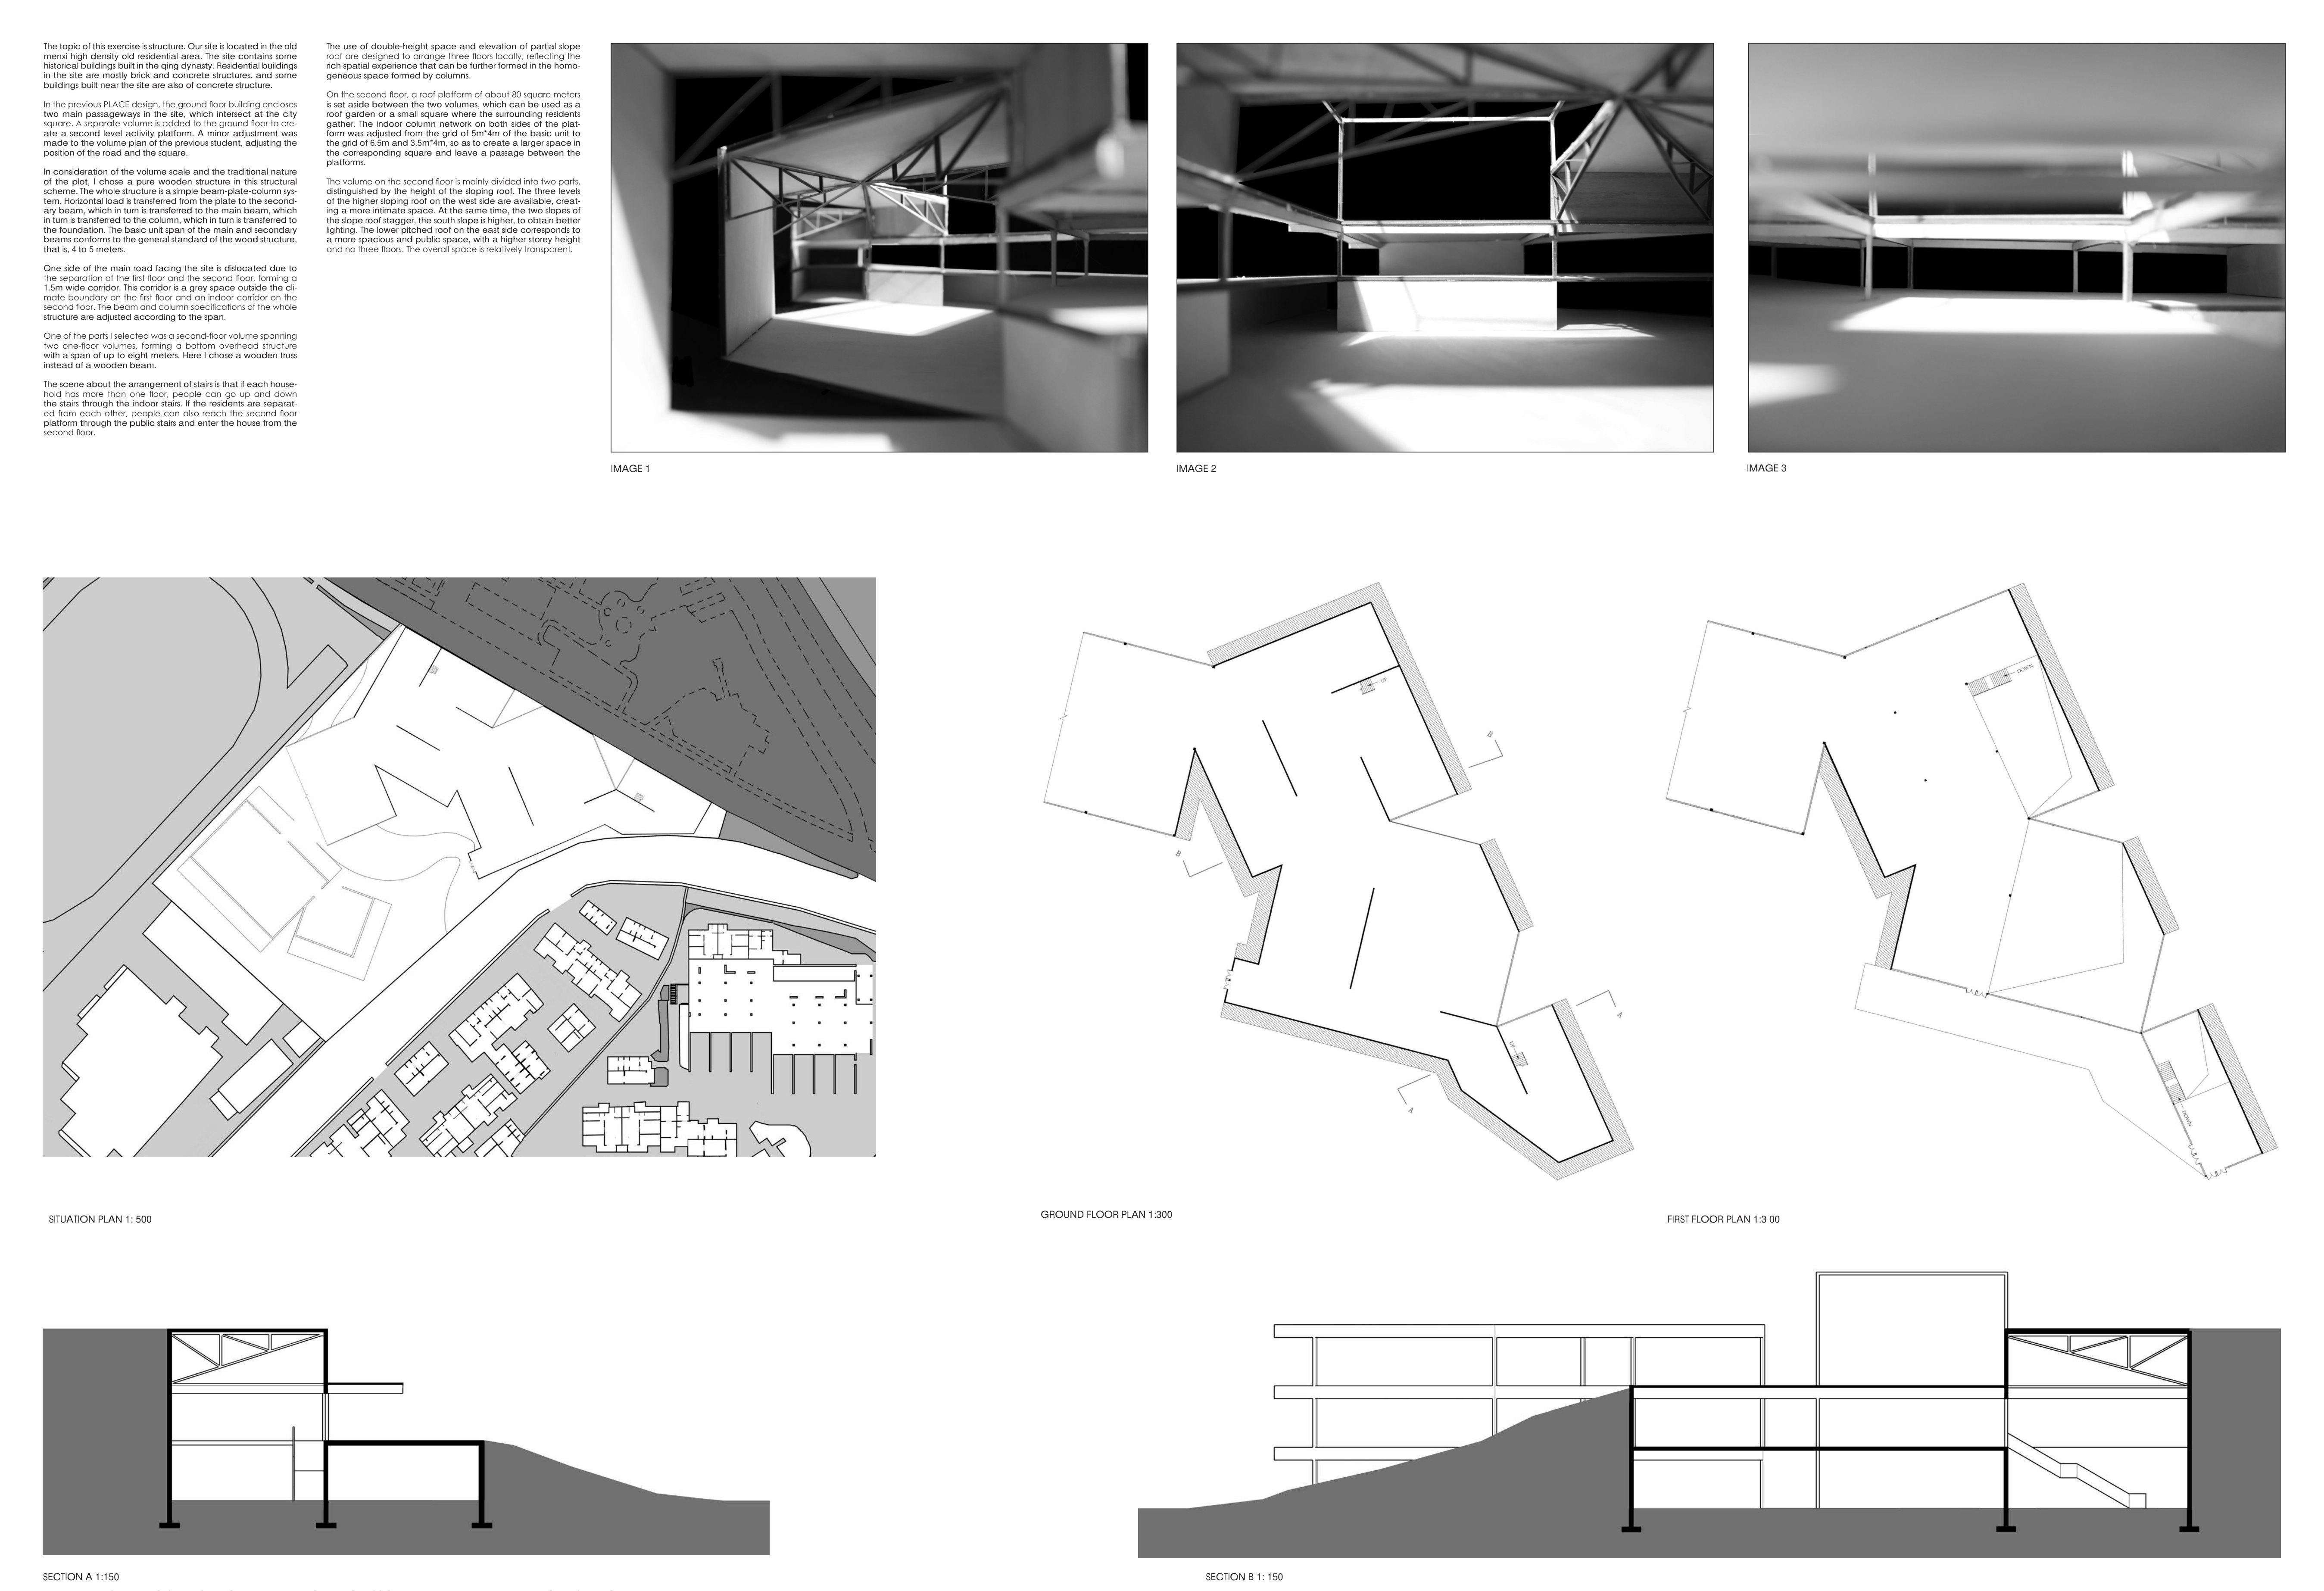 The topic of this exercise is structure. Our site is located in the old
menxi high density old residential area. The site contains some
historical buildings built in the qing dynasty. Residential buildings
in the site are mostly brick and concrete structures, and some
buildings built near the site are also of concrete structure.
In the previous PLACE design, the ground floor building encloses
two main passageways in the site, which intersect at the city
square. A separate volume is added to the ground floor to cre-
ate a second level activity platform. A minor adjustment was
made to the volume plan of the previous student, adjusting the
position of the road and the square.
In consideration of the volume scale and the traditional nature
of the plot, I chose a pure wooden structure in this structural
scheme. The whole structure is a simple beam-plate-column sys-
tem. Horizontal load is transferred from the plate to the second-
ary beam, which in turn is transferred to the main beam, which
in turn is transferred to the column, which in turn is transferred to
the foundation. The basic unit span of the main and secondary
beams conforms to the general standard of the wood structure,
that is, 4 to 5 meters.
One side of the main road facing the site is dislocated due to
the separation of the first floor and the second floor, forming a
1.5m wide corridor. This corridor is a grey space outside the cli-
mate boundary on the first floor and an indoor corridor on the
second floor. The beam and column specifications of the whole
structure are adjusted according to the span.
One of the parts I selected was a second-floor volume spanning
two one-floor volumes, forming a bottom overhead structure
with a span of up to eight meters. Here I chose a wooden truss
instead of a wooden beam.
The scene about the arrangement of stairs is that if each house-
hold has more than one floor, people can go up and down
the stairs through the indoor stairs. If the residents are separat-
ed from each other, people can also reach the second floor
platform through the public stairs and enter the house from the
second floor.
The use of double-height space and elevation of partial slope
roof are designed to arrange three floors locally, reflecting the
rich spatial experience that can be further formed in the homo-
geneous space formed by columns.
On the second floor, a roof platform of about 80 square meters
is set aside between the two volumes, which can be used as a
roof garden or a small square where the surrounding residents
gather. The indoor column network on both sides of the plat-
form was adjusted from the grid of 5m*4m of the basic unit to
the grid of 6.5m and 3.5m*4m, so as to create a larger space in
the corresponding square and leave a passage between the
platforms.
The volume on the second floor is mainly divided into two parts,
distinguished by the height of the sloping roof. The three levels
of the higher sloping roof on the west side are available, creat-
ing a more intimate space. At the same time, the two slopes of
the slope roof stagger, the south slope is higher, to obtain better
lighting. The lower pitched roof on the east side corresponds to
a more spacious and public space, with a higher storey height
and no three floors. The overall space is relatively transparent.
IMAGE 1
IMAGE 2
IMAGE 3
UP
B
B
A
UP
A
DOWN
DOWN
SITUATION PLAN 1: 500
GROUND FLOOR PLAN 1:300
FIRST FLOOR PLAN 1:3 00
SECTION A 1:150
SECTION B 1: 150